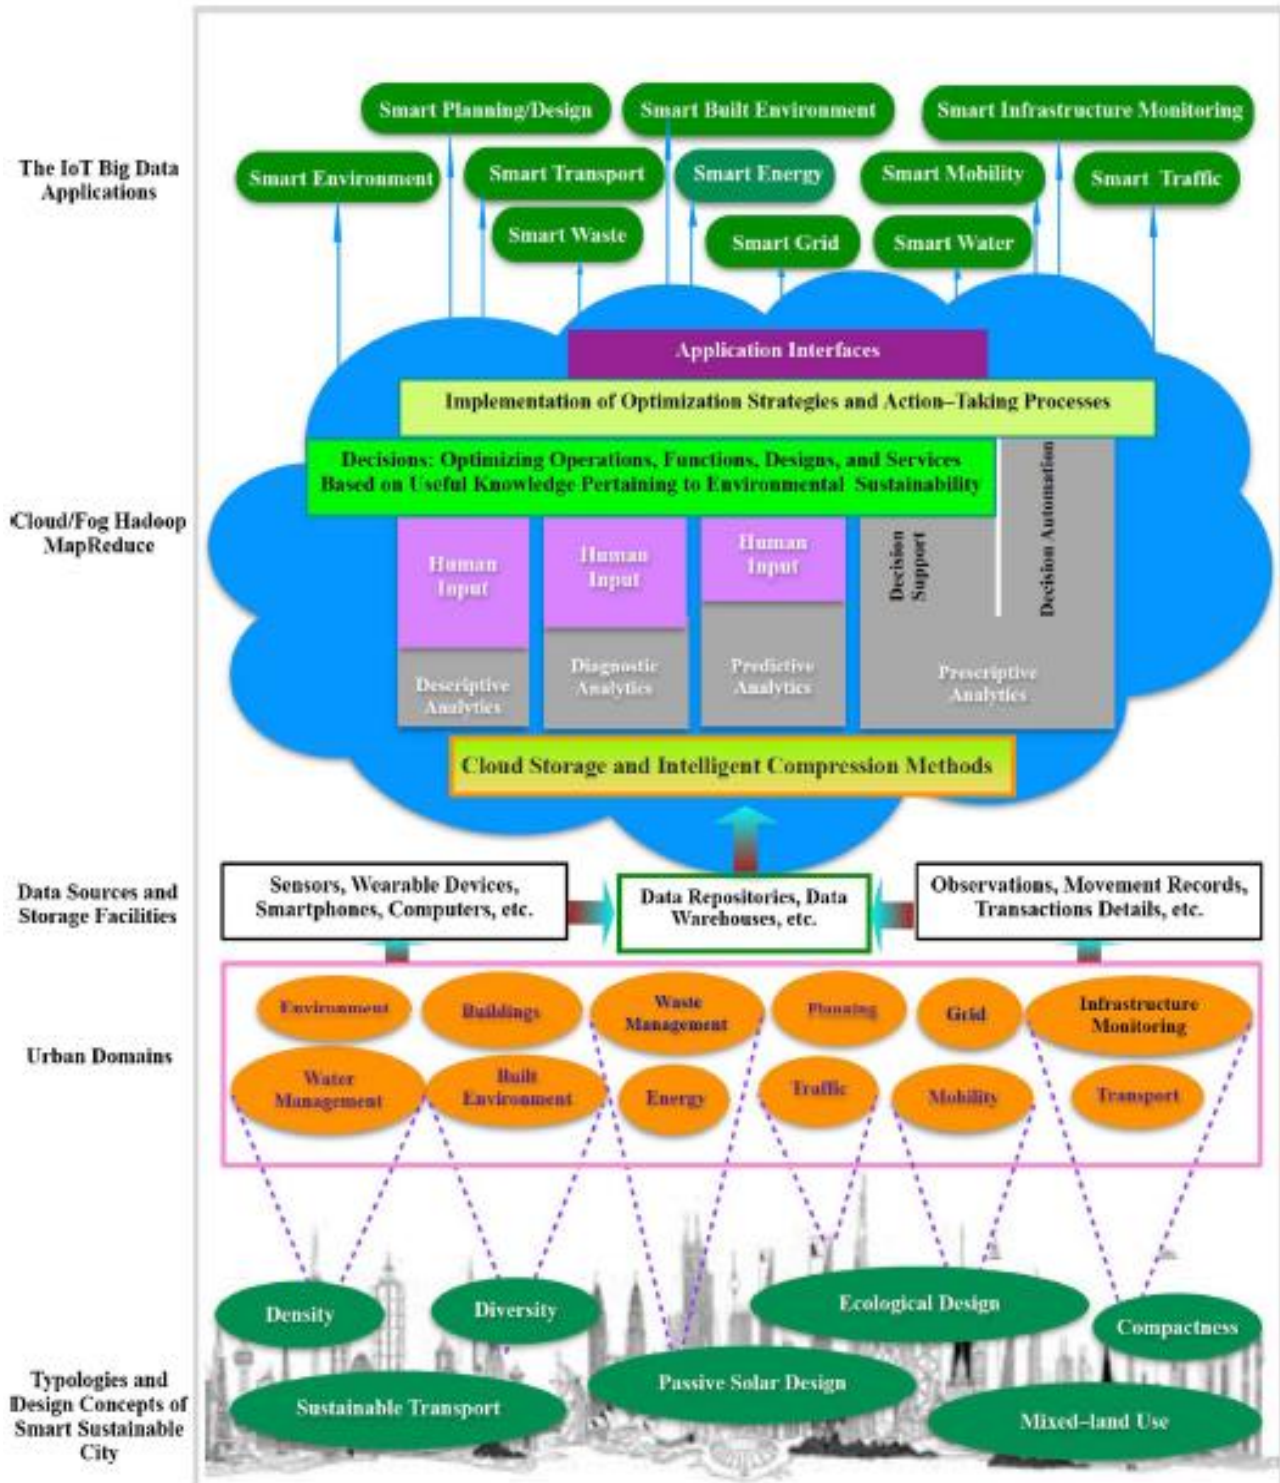 Smart Planning/Design
Smart Built Environment
Smart Infrastructure Monitoring
The IoT Big Data
Applications
Smart Environment
Smart Transport
Smart Energy
Smart Mobility
Smart Traffic
Smart Waste
Smart Grid
Smart Water
Application Interfaces
Implementation of Optimization Strategies and Action–Taking Processes
Decisions: Optimizing Operations, Functions, Designs, and Services
Based on Useful Knowledge Pertaining to Environmental Sustainability
Cloud/Fog Hadoop
MapReduce
Human
Input
Human
Input
Human
Input
Decision
Support
Decision Automation
Descriptive
Analytics
Diagnostic
Analytics
Predictive
Analytics
Prescriptive
Analytics
Cloud Storage and Intelligent Compression Methods
Data Sources and
Storage Facilities
Sensors, Wearable Devices,
Smartphones, Computers, etc.
Data Repositories, Data
Warehouses, etc.
Observations, Movement Records,
Transactions Details, etc.
Urban Domains
Environment
Buildings
Waste
Management
Planning
Grid
Infrastructure
Monitoring
Water
Management
Built
Environment
Energy
Traffic
Mobility
Transport
Density
Diversity
Ecological Design
Compactness
Typologies and
Design Concepts of
Smart Sustainable
City
Sustainable Transport
Passive Solar Design
Mixed–land Use